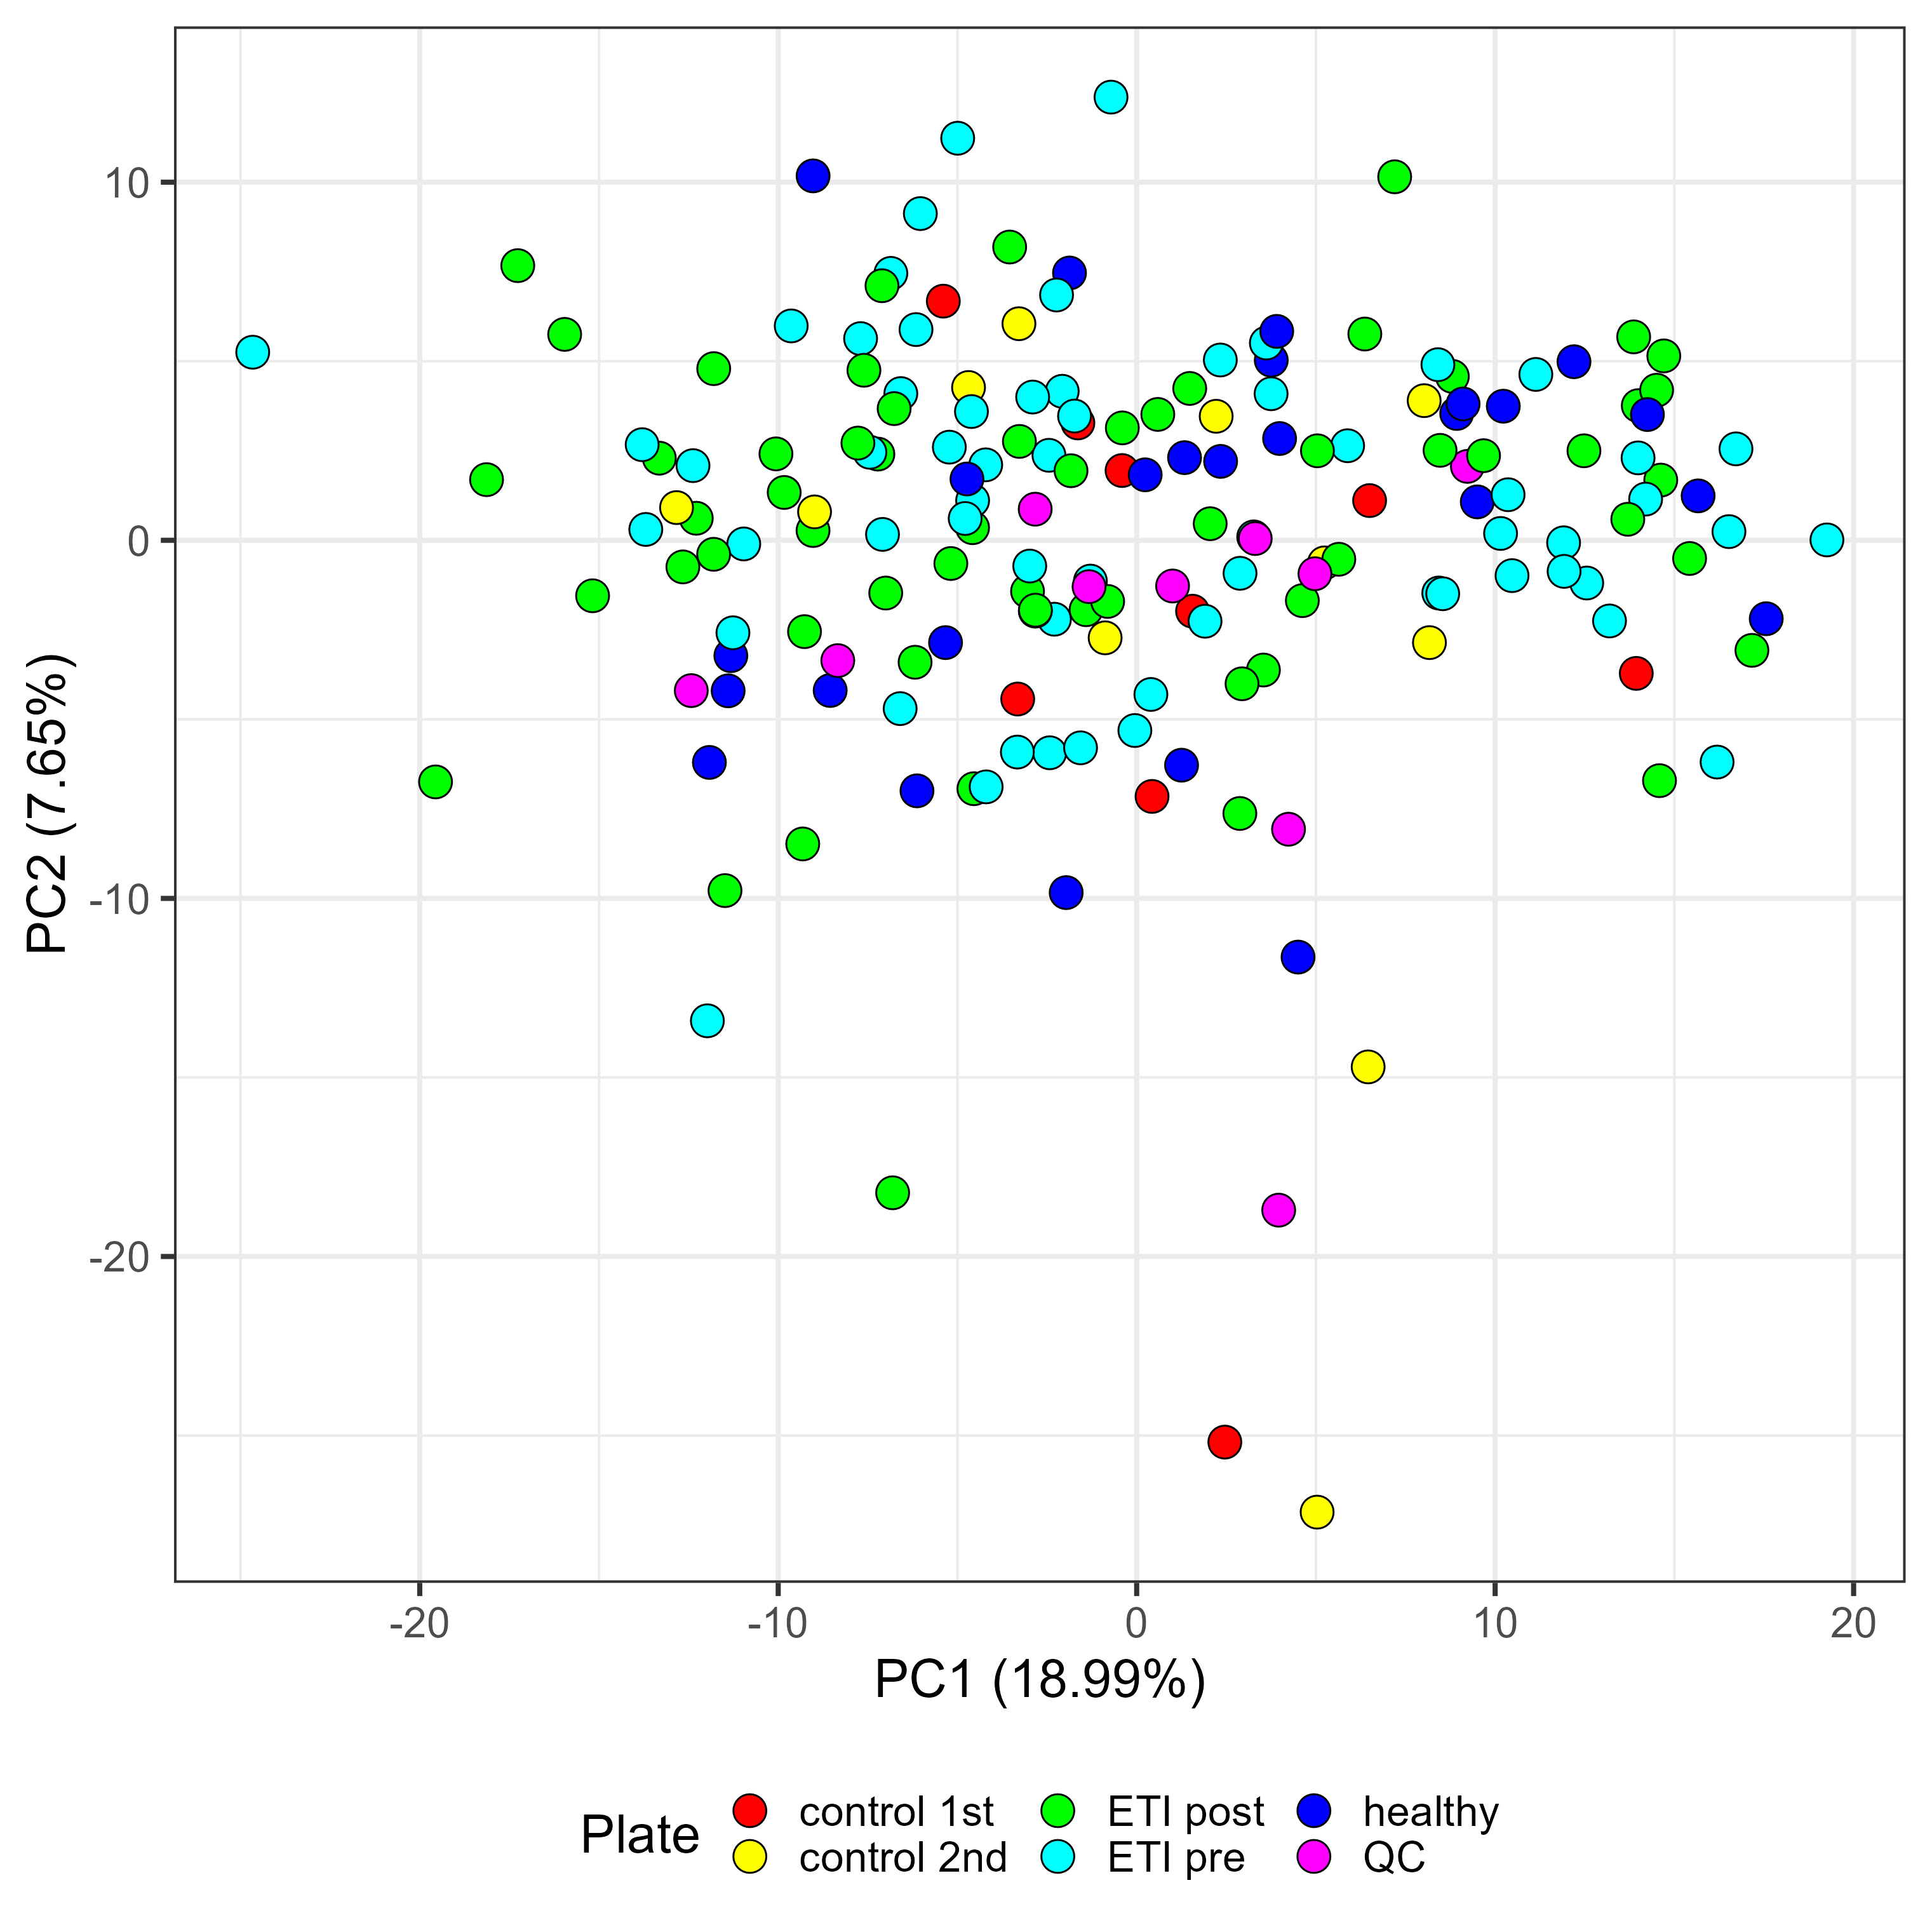 10
0
-10
-20
PC2 (7.65%)
-20 -10 0 10 20
PC1 (18.99%)
Plate
control 1st ETI post healthy
control 2nd ETI pre QC